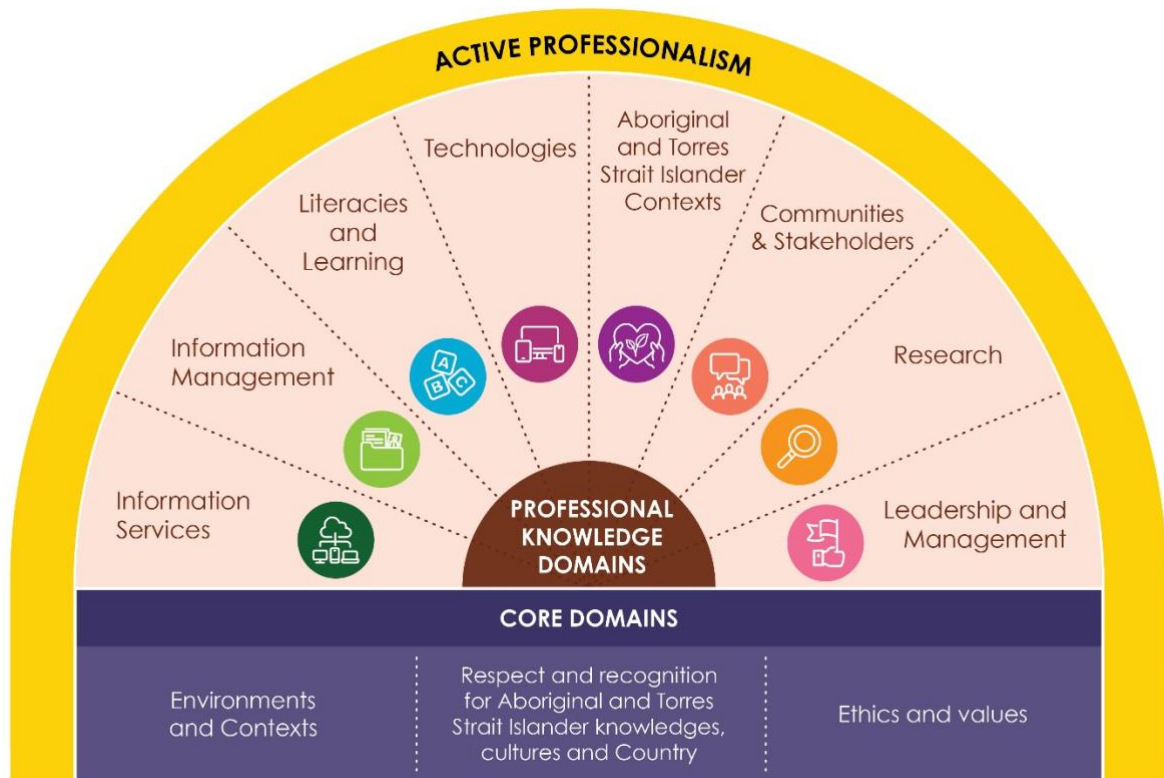 ACTIVE PROFESSIONALISM
Information
Services
Information
Management
Literacies
and
Learning
Technologies
Aboriginal
and Torres
Strait Islander
Contexts
Communities
& Stakeholders
Research
Leadership and
Management
A
B C
PROFESSIONAL
KNOWLEDGE
DOMAINS
CORE DOMAINS
Environments
and Contexts
Respect and recognition
for Aboriginal and Torres
Strait Islander knowledges,
cultures and Country
Ethics and values